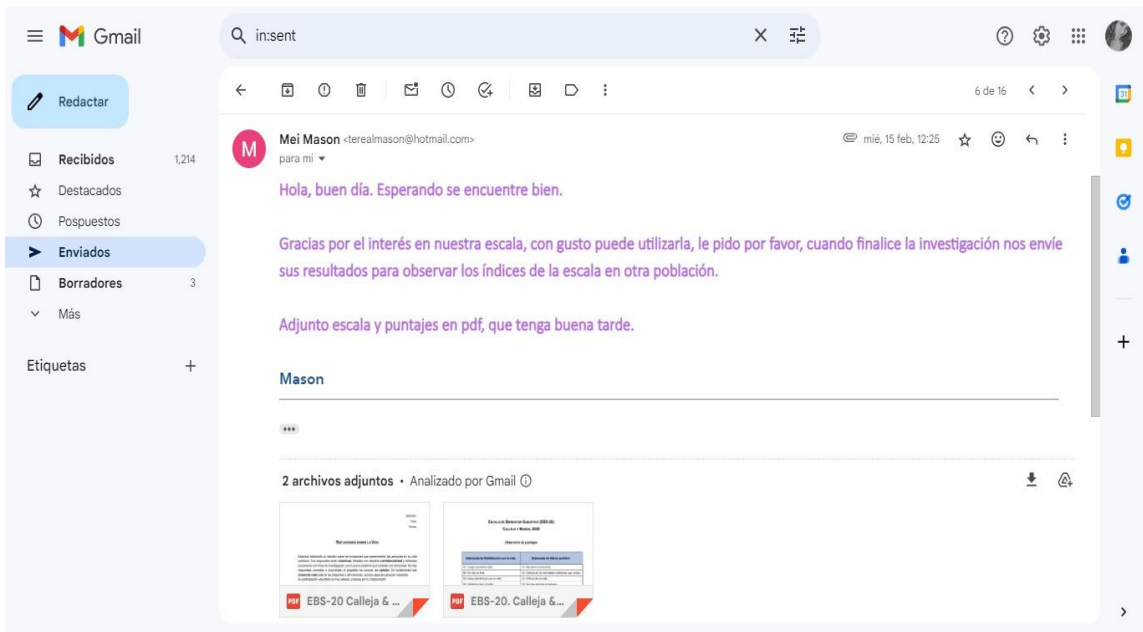 Gmail
in:sent
Redactar
6 de 16
Recibidos 1,214
Destacados
Pospuestos
Enviados
Borradores 3
Más
Etiquetas
M
Mei Mason <terealmason@hotmail.com>
mié, 15 feb, 12:25
para mí
Hola, buen día. Esperando se encuentre bien.
Gracias por el interés en nuestra escala, con gusto puede utilizarla, le pido por favor, cuando finalice la investigación nos envíe
sus resultados para observar los índices de la escala en otra población.
Adjunto escala y puntajes en pdf, que tenga buena tarde.
Mason
2 archivos adjuntos • Analizado por Gmail
PDF EBS-20 Calleja & ...
PDF EBS-20. Calleja &...
31